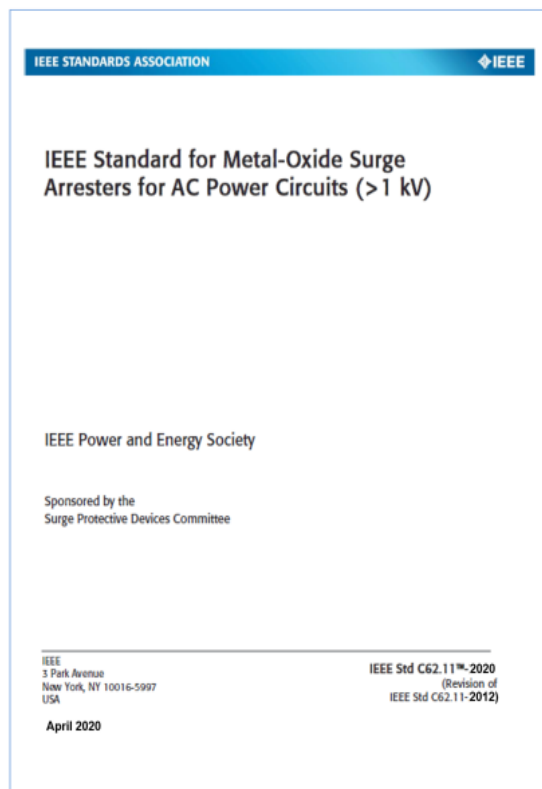 IEEE STANDARDS ASSOCIATION
IEEE
IEEE Standard for Metal-Oxide Surge
Arresters for AC Power Circuits (>1 kV)
IEEE Power and Energy Society
Sponsored by the
Surge Protective Devices Committee
IEEE
3 Park Avenue
New York, NY 10016-5997
USA
April 2020
IEEE Std C62.11™-2020
(Revision of
IEEE Std C62.11-2012)